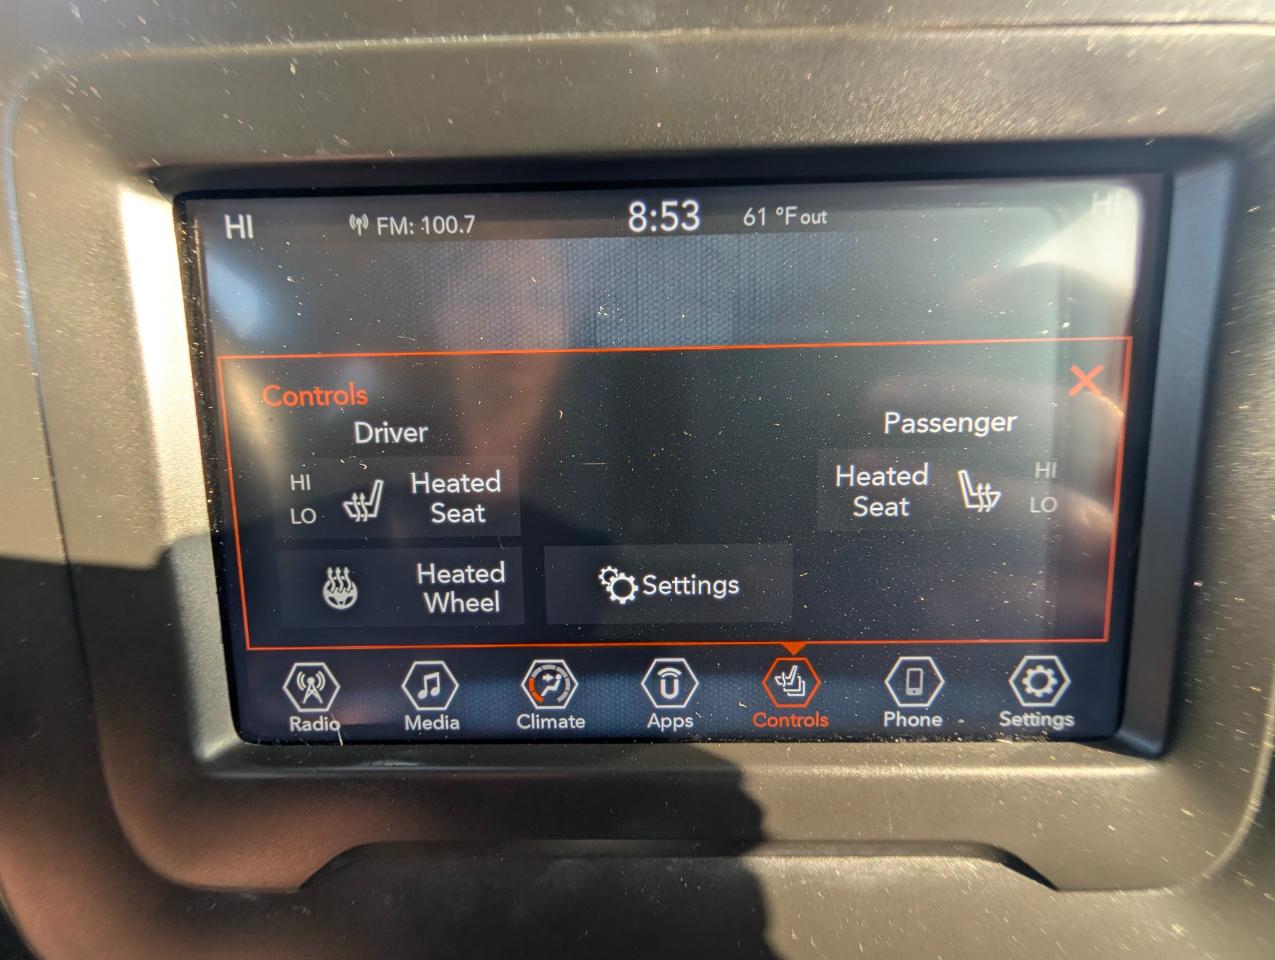 HI FM: 100.7 8:53 61 °F out HI
Controls
Driver
Passenger
HI
LO
Heated
Seat
Heated
Seat
HI
LO
Heated
Wheel
Settings
Radio Media Climate Apps Controls Phone Settings